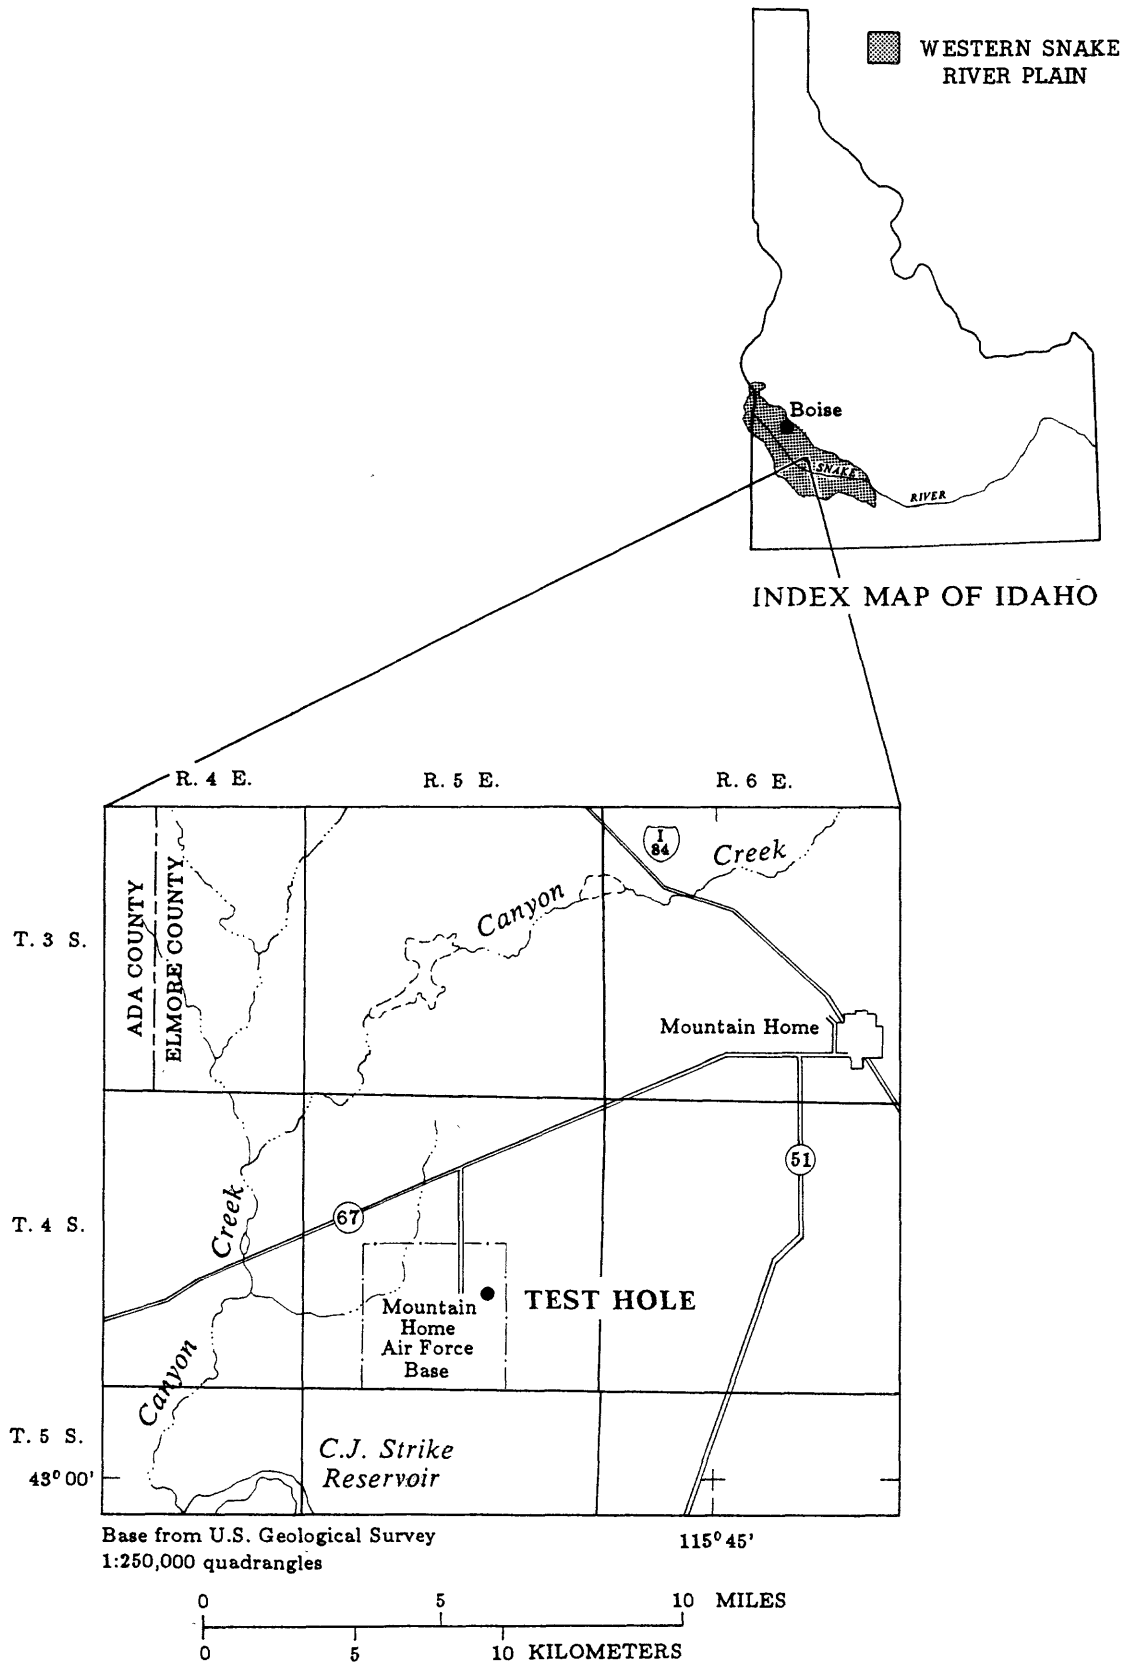 WESTERN SNAKE
RIVER PLAIN
Boise
SNAKE
RIVER
INDEX MAP OF IDAHO
R. 4 E.
R. 5 E.
R. 6 E.
I
84
Creek
Canyon
T. 3 S.
ADA COUNTY
ELMORE COUNTY
Mountain Home
51
T. 4 S.
Creek
67
TEST HOLE
Mountain
Home
Air Force
Base
Canyon
T. 5 S.
C.J. Strike
Reservoir
43° 00'
Base from U.S. Geological Survey
1:250,000 quadrangles
115° 45'
0 5 10 MILES
0 5 10 KILOMETERS